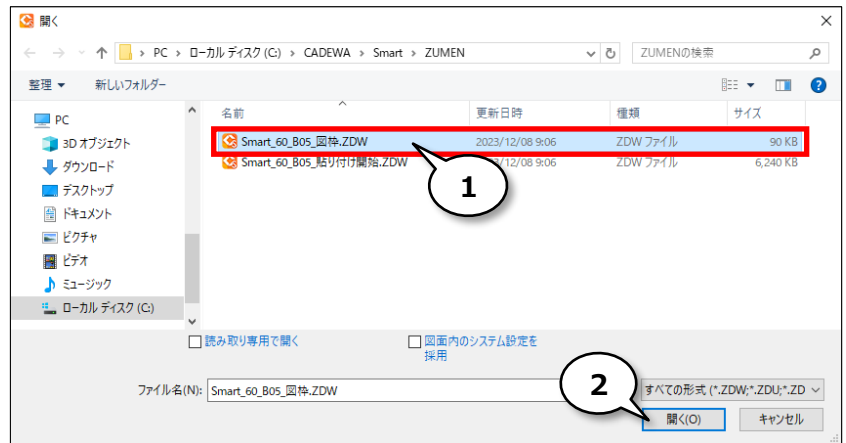 開く
PC › ローカル ディスク (C:) › CADEWA › Smart › ZUMEN
ZUMENの検索
整理 新しいフォルダー
名前 更新日時 種類 サイズ
PC
3D オブジェクト
ダウンロード
デスクトップ
ドキュメント
ピクチャ
ビデオ
ミュージック
ローカル ディスク (C:)
Smart_60_B05_図枠.ZDW 2023/12/08 9:06 ZDW ファイル 90 KB
Smart_60_B05_貼り付け開始.ZDW /12/08 9:06 ZDW ファイル 6,240 KB
1
読み取り専用で開く
図面内のシステム設定を
採用
ファイル名(N): Smart_60_B05_図枠.ZDW
すべての形式 (*.ZDW;*.ZDU;*.ZD
2
開く(O) キャンセル